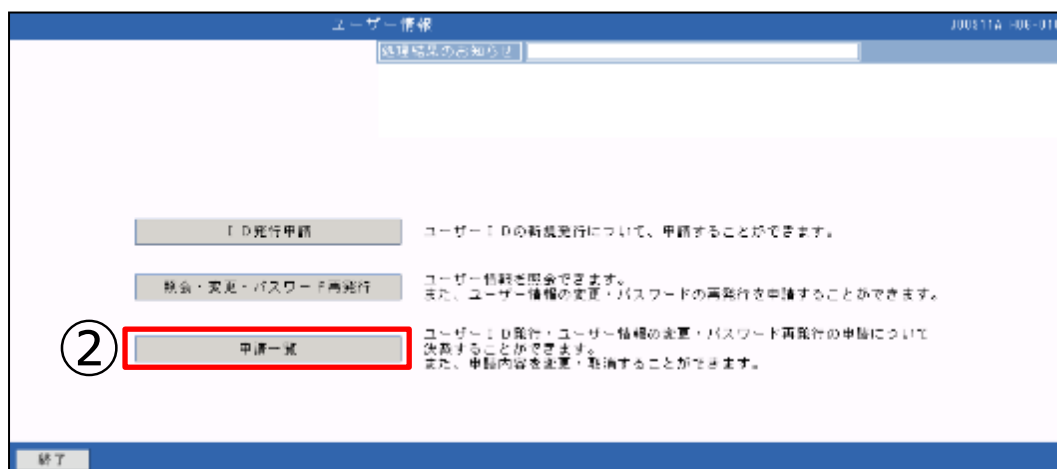 ユーザー情報
処理結果のお知らせ
ＩＤ発行申請
ユーザーＩＤの新規発行について、申請することができます。
照会・変更・パスワード再発行
ユーザー情報を照会できます。
また、ユーザー情報の変更・パスワードの再発行を申請することができます。
②
申請一覧
ユーザーＩＤ発行・ユーザー情報の変更・パスワード再発行の申請について
決裁することができます。
また、申請内容を変更・取消することができます。
終了